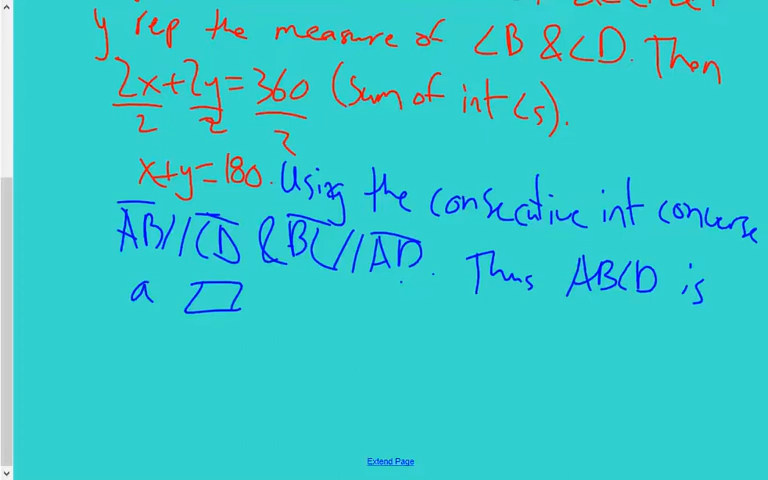 y rep the measure of <B & <D. Then
2x/2 + 2y/2 = 360/2 (Sum of int <s).
x+y=180. Using the consecutive int converse
AB//CD & BC//AD. Thus ABCD is
a ▱
Extend Page